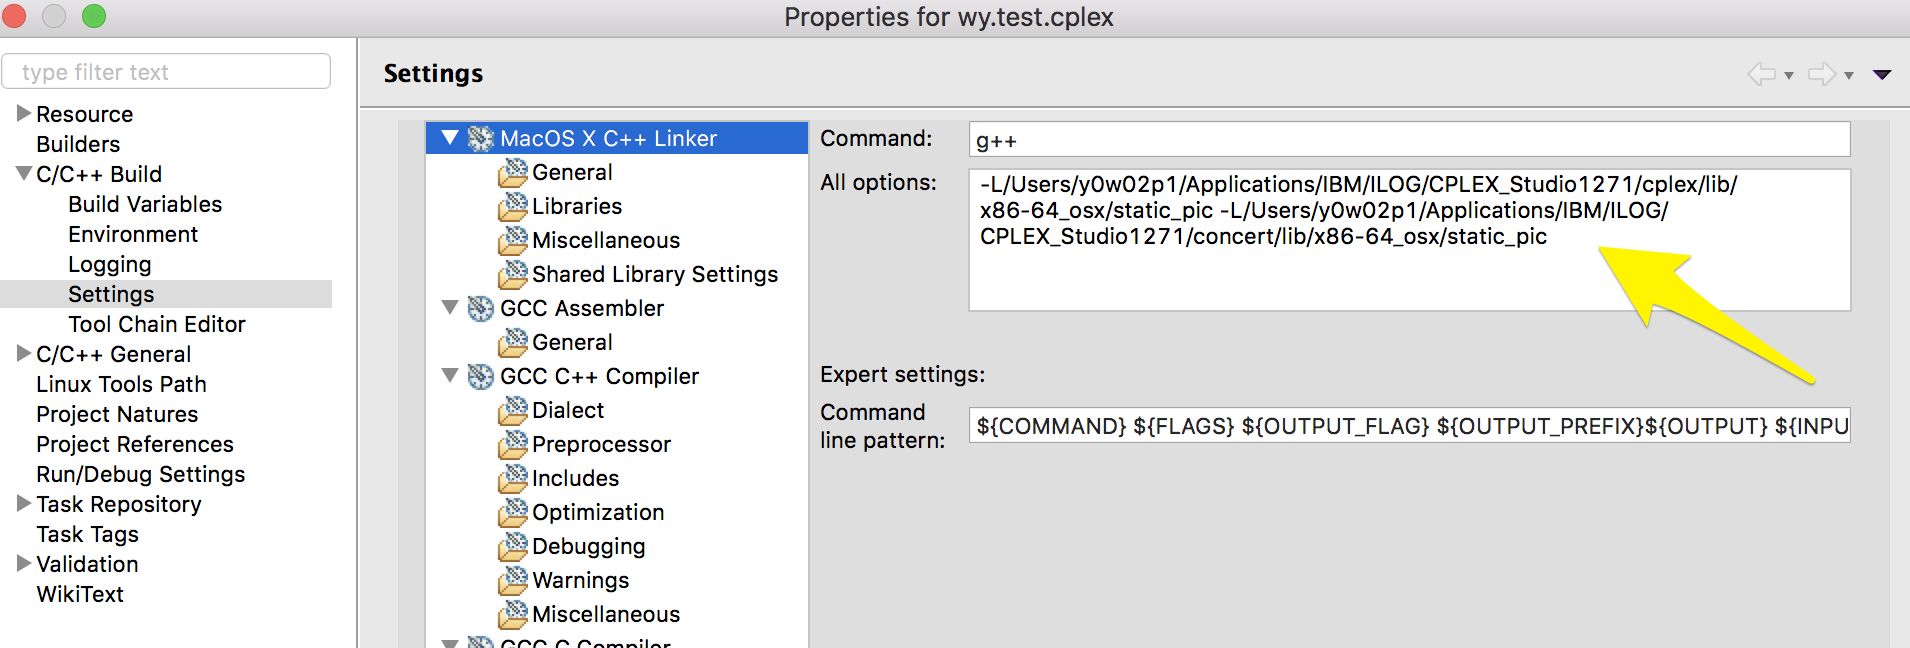 Properties for wy.test.cplex
type filter text
Resource
Builders
C/C++ Build
Build Variables
Environment
Logging
Settings
Tool Chain Editor
C/C++ General
Linux Tools Path
Project Natures
Project References
Run/Debug Settings
Task Repository
Task Tags
Validation
WikiText
Settings
MacOS X C++ Linker
General
Libraries
Miscellaneous
Shared Library Settings
GCC Assembler
General
GCC C++ Compiler
Dialect
Preprocessor
Includes
Optimization
Debugging
Warnings
Miscellaneous
GCC C Compiler
Command:
g++
All options:
-L/Users/y0w02p1/Applications/IBM/ILOG/CPLEX_Studio1271/cplex/lib/
x86-64_osx/static_pic -L/Users/y0w02p1/Applications/IBM/ILOG/
CPLEX_Studio1271/concert/lib/x86-64_osx/static_pic
Expert settings:
Command
line pattern:
${COMMAND} ${FLAGS} ${OUTPUT_FLAG} ${OUTPUT_PREFIX}${OUTPUT} ${INPU